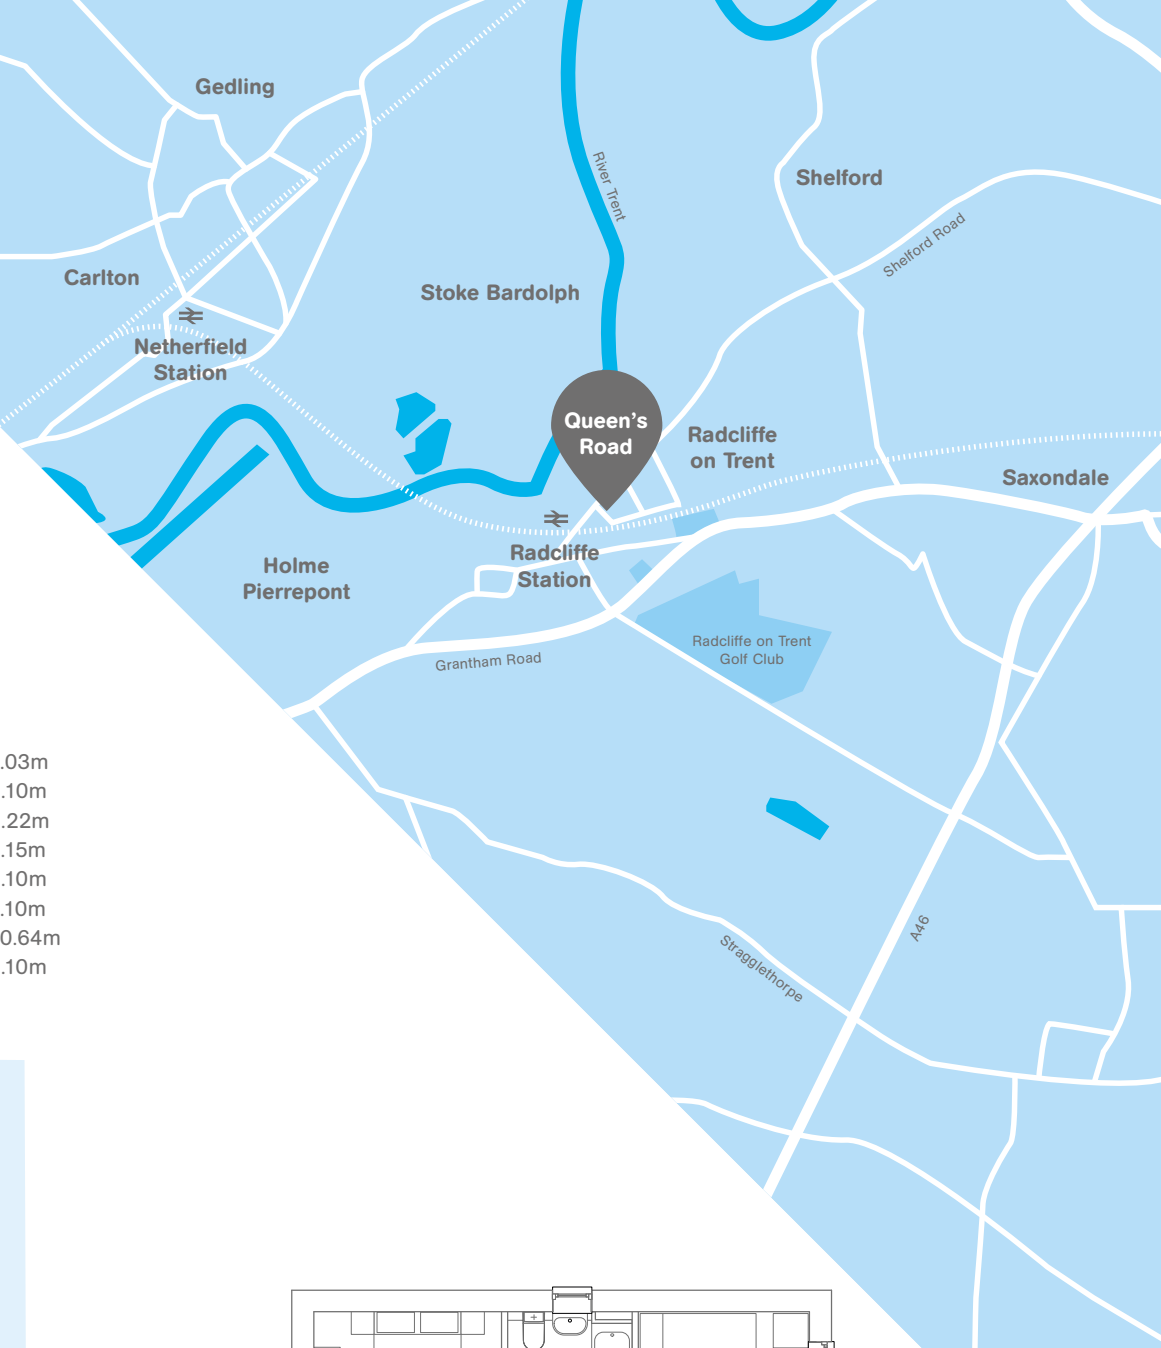 Gedling
River Trent
Shelford
Shelford Road
Carlton
Stoke Bardolph
Netherfield
Station
Queen's
Road
Radcliffe
on Trent
Saxondale
Radcliffe
Station
Holme
Pierrepont
Radcliffe on Trent
Golf Club
Grantham Road
.03m
.10m
.22m
.15m
.10m
.10m
0.64m
.10m
A46
Stragglethorpe